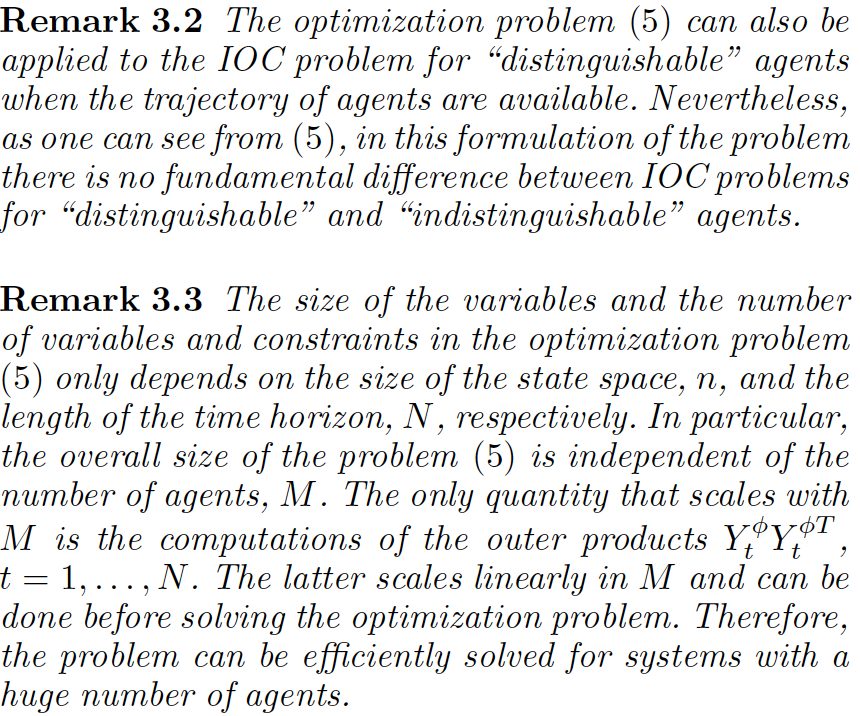 Remark 3.2 The optimization problem (5) can also be
applied to the IOC problem for “distinguishable” agents
when the trajectory of agents are available. Nevertheless,
as one can see from (5), in this formulation of the problem
there is no fundamental difference between IOC problems
for “distinguishable” and “indistinguishable” agents.
Remark 3.3 The size of the variables and the number
of variables and constraints in the optimization problem
(5) only depends on the size of the state space, n, and the
length of the time horizon, N, respectively. In particular,
the overall size of the problem (5) is independent of the
number of agents, M. The only quantity that scales with
M is the computations of the outer products $Y_t^{\phi} Y_t^{\phi T}$,
t = 1, . . . , N. The latter scales linearly in M and can be
done before solving the optimization problem. Therefore,
the problem can be efficiently solved for systems with a
huge number of agents.